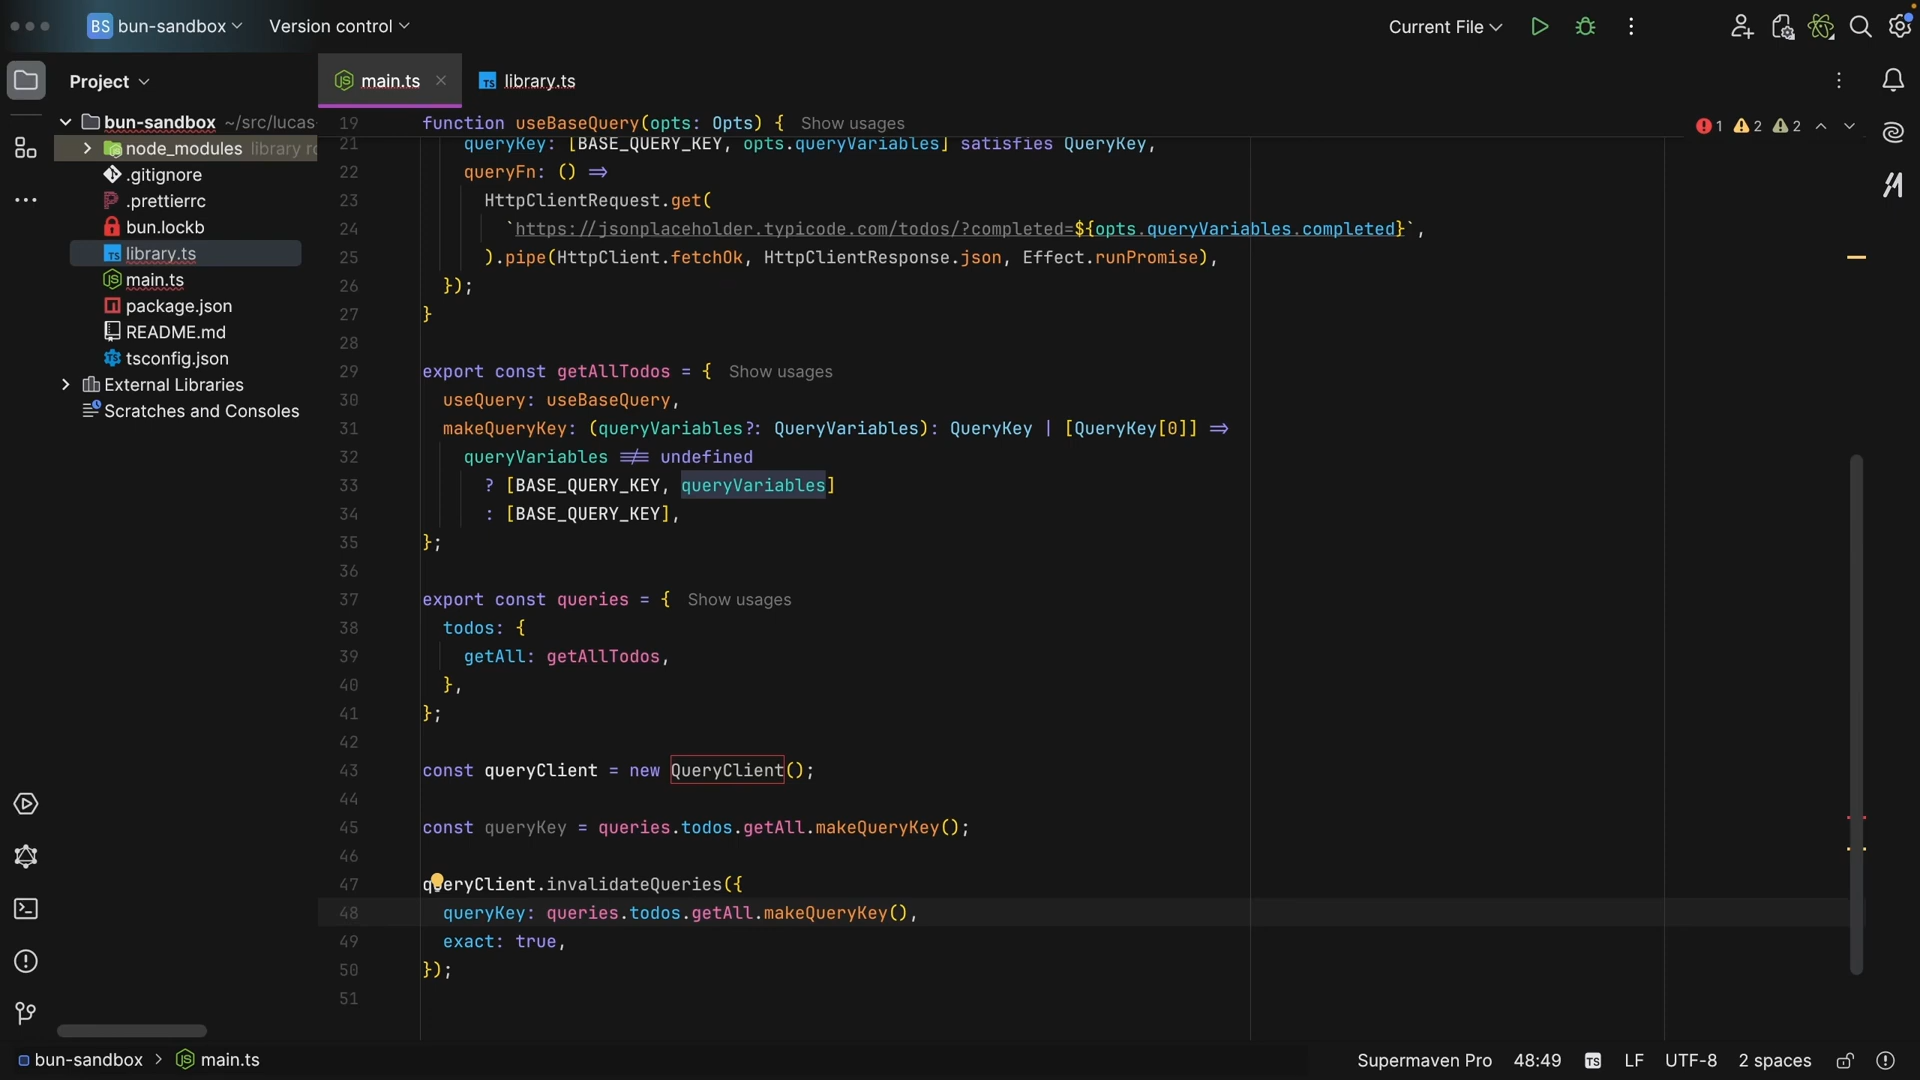 BS bun-sandbox Version control Current File
Project main.ts library.ts
bun-sandbox ~/src/lucas
node_modules library ro
.gitignore
.prettierrc
bun.lockb
library.ts
main.ts
package.json
README.md
tsconfig.json
External Libraries
Scratches and Consoles
19 function useBaseQuery(opts: Opts) { Show usages 1 2 2
21 queryKey: [BASE_QUERY_KEY, opts.queryVariables] satisfies QueryKey,
22 queryFn: () =>
23 HttpClientRequest.get(
24 `https://jsonplaceholder.typicode.com/todos/?completed=${opts.queryVariables.completed}`,
25 ).pipe(HttpClient.fetchOk, HttpClientResponse.json, Effect.runPromise),
26 });
27 }
28
29 export const getAllTodos = { Show usages
30 useQuery: useBaseQuery,
31 makeQueryKey: (queryVariables?: QueryVariables): QueryKey | [QueryKey[0]] =>
32 queryVariables !== undefined
33 ? [BASE_QUERY_KEY, queryVariables]
34 : [BASE_QUERY_KEY],
35 };
36
37 export const queries = { Show usages
38 todos: {
39 getAll: getAllTodos,
40 },
41 };
42
43 const queryClient = new QueryClient();
44
45 const queryKey = queries.todos.getAll.makeQueryKey();
46
47 queryClient.invalidateQueries({
48 queryKey: queries.todos.getAll.makeQueryKey(),
49 exact: true,
50 });
51
bun-sandbox > main.ts Supermaven Pro 48:49 TS LF UTF-8 2 spaces